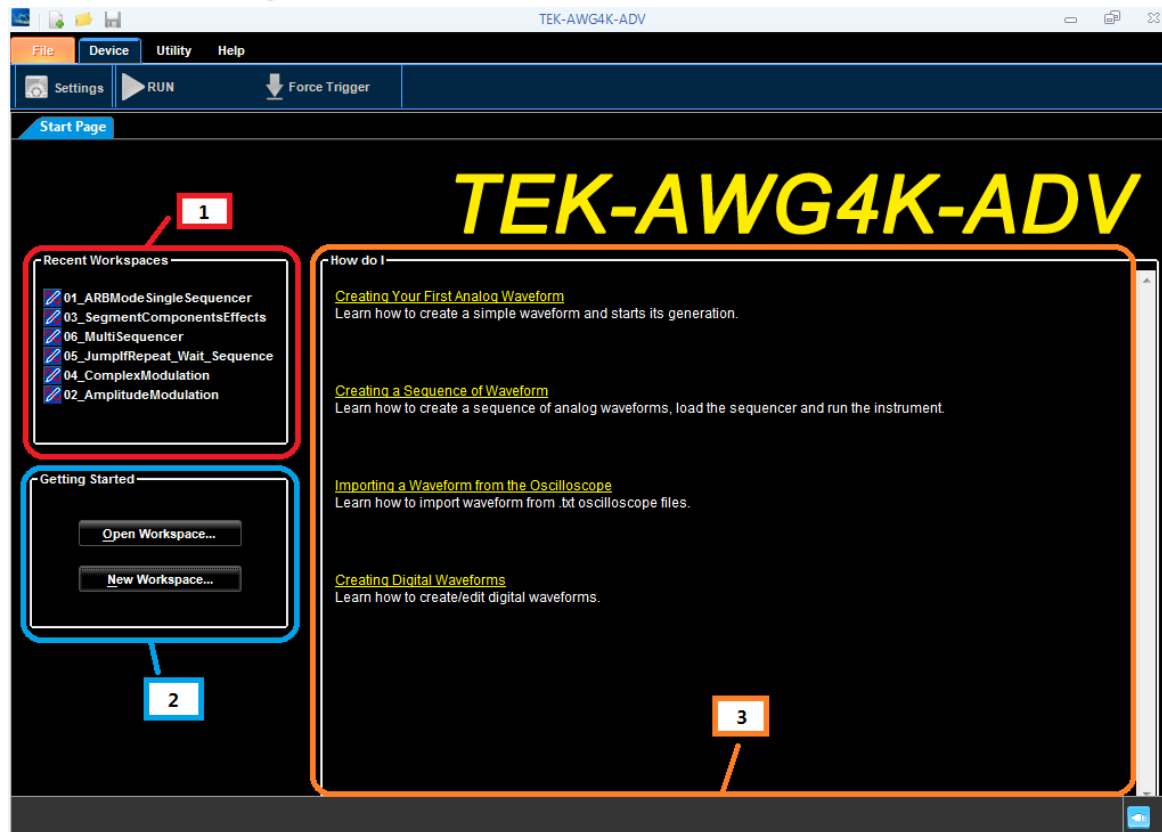 TEK-AWG4K-ADV
File Device Utility Help
Settings RUN Force Trigger
Start Page
TEK-AWG4K-ADV
1
Recent Workspaces
01_ARBModeSingleSequencer
03_SegmentComponentsEffects
06_MultiSequencer
05_JumpIfRepeat_Wait_Sequence
04_ComplexModulation
02_AmplitudeModulation
Getting Started
Open Workspace...
New Workspace...
2
How do I
Creating Your First Analog Waveform
Learn how to create a simple waveform and starts its generation.
Creating a Sequence of Waveform
Learn how to create a sequence of analog waveforms, load the sequencer and run the instrument.
Importing a Waveform from the Oscilloscope
Learn how to import waveform from .txt oscilloscope files.
Creating Digital Waveforms
Learn how to create/edit digital waveforms.
3